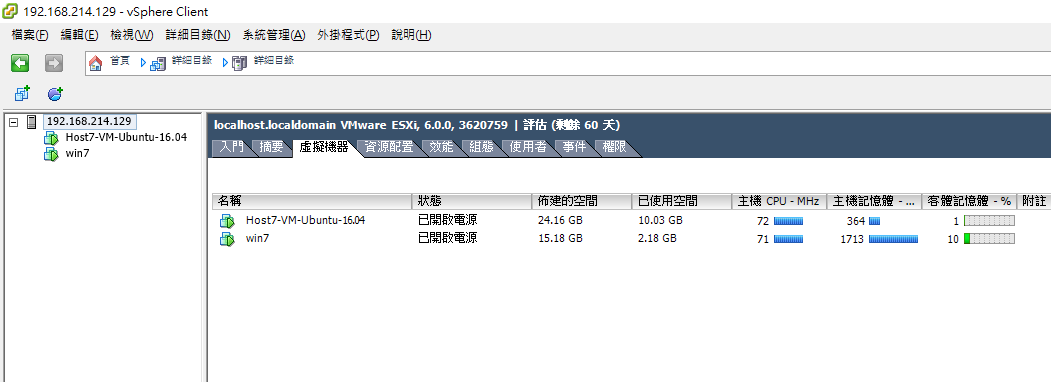 192.168.214.129 - vSphere Client
檔案(F) 編輯(E) 檢視(W) 詳細目錄(N) 系統管理(A) 外掛程式(P) 說明(H)
首頁 詳細目錄 詳細目錄
192.168.214.129
Host7-VM-Ubuntu-16.04
win7
localhost.localdomain VMware ESXi, 6.0.0, 3620759 | 評估 (剩餘 60 天)
入門 摘要 虛擬機器 資源配置 效能 組態 使用者 事件 權限
名稱 狀態 佈建的空間 已使用空間 主機 CPU - MHz 主機記憶體 - ... 客體記憶體 - % 附註
Host7-VM-Ubuntu-16.04 已開啟電源 24.16 GB 10.03 GB 72 364 1
win7 已開啟電源 15.18 GB 2.18 GB 71 1713 10